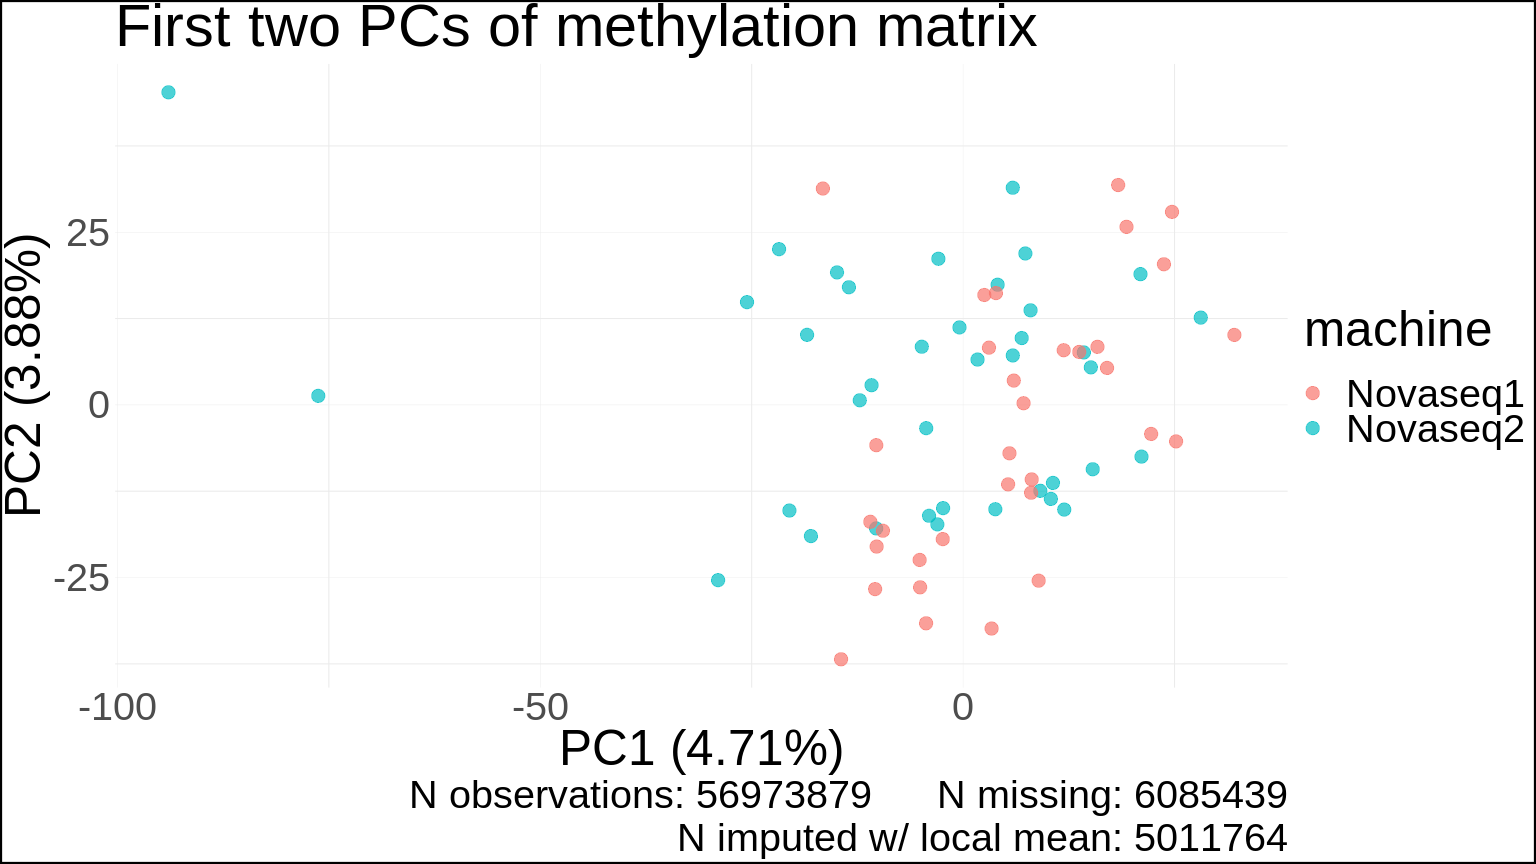 First two PCs of methylation matrix
25
0
-25
PC2 (3.88%)
-100
-50
0
PC1 (4.71%)
machine
Novaseq1
Novaseq2
N observations: 56973879 N missing: 6085439
N imputed w/ local mean: 5011764